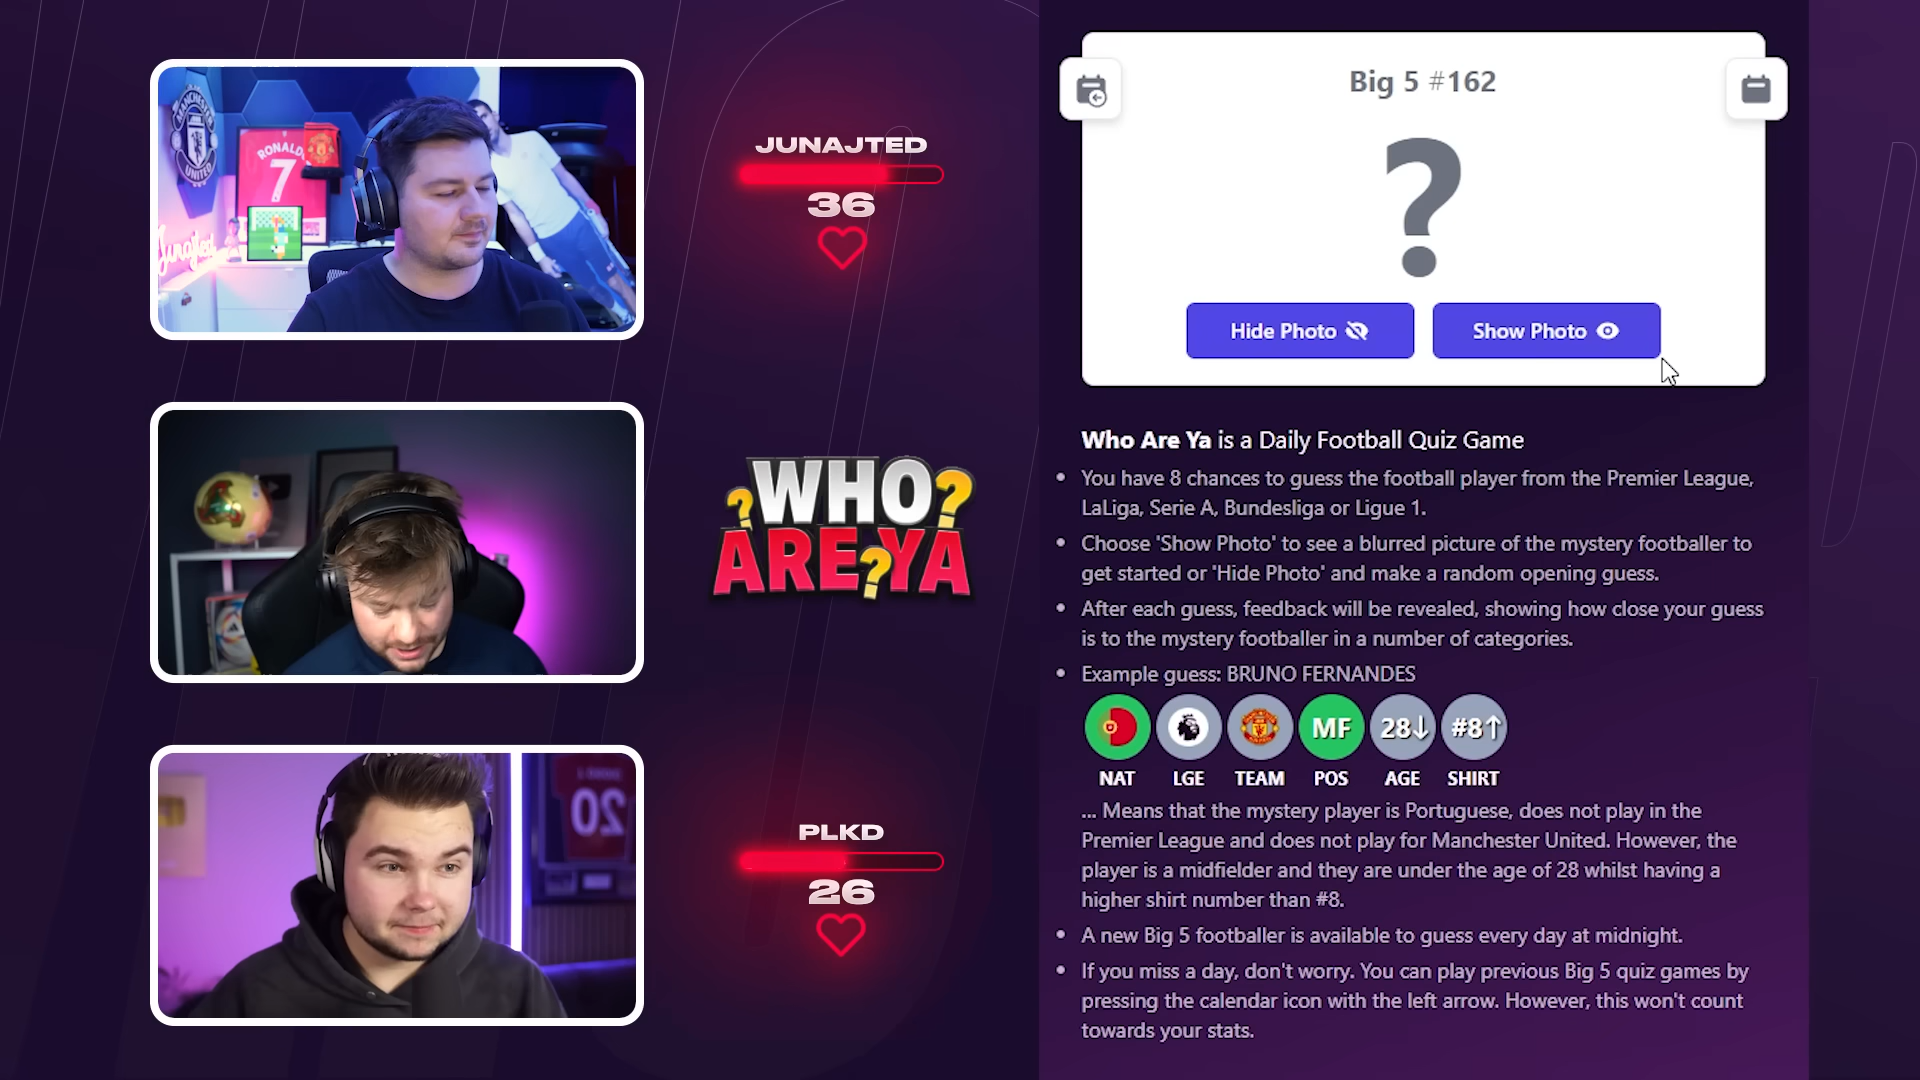 MANCHESTER
UNITED
RONALDO
7
Junajted
JUNAJTED
36
WHO
ARE YA
20
PLKD
26
Big 5 #162
?
Hide Photo
Show Photo
Who Are Ya is a Daily Football Quiz Game
You have 8 chances to guess the football player from the Premier League,
LaLiga, Serie A, Bundesliga or Ligue 1.
Choose 'Show Photo' to see a blurred picture of the mystery footballer to
get started or 'Hide Photo' and make a random opening guess.
After each guess, feedback will be revealed, showing how close your guess
is to the mystery footballer in a number of categories.
Example guess: BRUNO FERNANDES
MF 28↓ #8↑
NAT LGE TEAM POS AGE SHIRT
... Means that the mystery player is Portuguese, does not play in the
Premier League and does not play for Manchester United. However, the
player is a midfielder and they are under the age of 28 whilst having a
higher shirt number than #8.
A new Big 5 footballer is available to guess every day at midnight.
If you miss a day, don't worry. You can play previous Big 5 quiz games by
pressing the calendar icon with the left arrow. However, this won't count
towards your stats.